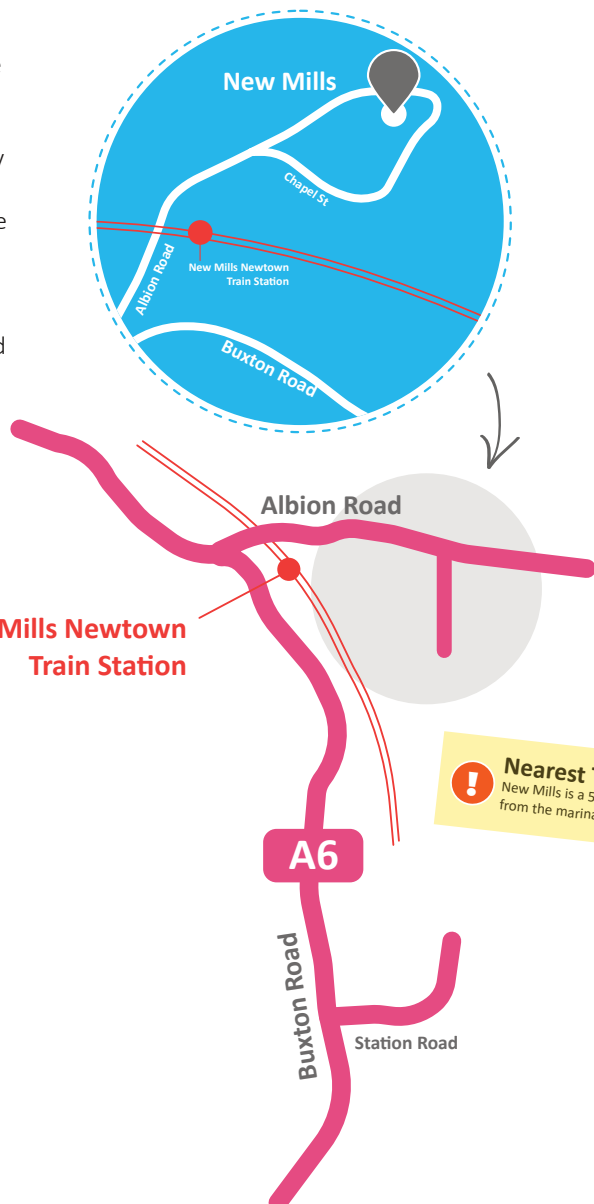 New Mills
Chapel St
New Mills Newtown
Train Station
Albion Road
Buxton Road
Albion Road
Mills Newtown
Train Station
!
Nearest
New Mills is a 5
from the marina
A6
Buxton Road
Station Road